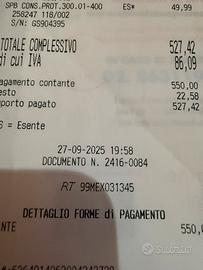 SPB CONS.PROT.300.01-400 ES* 49,99
258247 118/002
S/N: GS904395
TOTALE COMPLESSIVO 527,42
di cui IVA 86,09
pagamento contante 550,00
esto 22,58
porto pagato 527,42
S = Esente
27-09-2025 19:58
DOCUMENTO N. 2416-0084
RT 99MEX031345
DETTAGLIO FORME di PAGAMENTO
NTE 550,0
subito